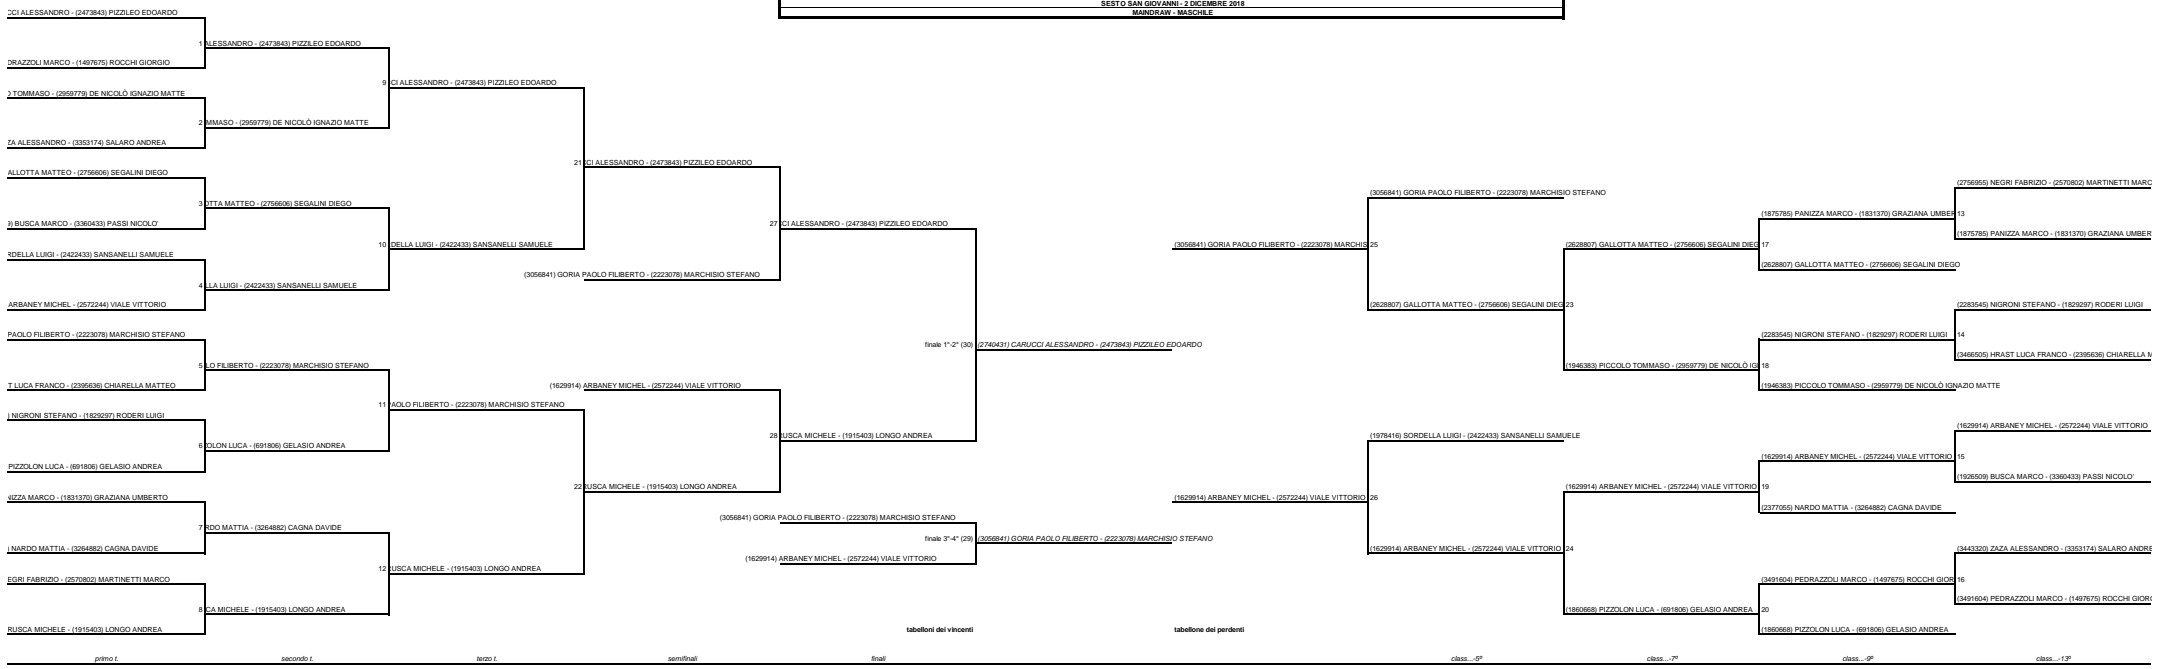 SESTO SAN GIOVANNI - 2 DICEMBRE 2018
MAINDRAW - MASCHILE
CCI ALESSANDRO - (2473843) PIZZILEO EDOARDO
1 ALESSANDRO - (2473843) PIZZILEO EDOARDO
DRAZZOLI MARCO - (1497675) ROCCHI GIORGIO
9 CI ALESSANDRO - (2473843) PIZZILEO EDOARDO
O TOMMASO - (2959779) DE NICOLÒ IGNAZIO MATTE
2 MMASO - (2959779) DE NICOLÒ IGNAZIO MATTE
ZA ALESSANDRO - (3353174) SALARO ANDREA
21 CI ALESSANDRO - (2473843) PIZZILEO EDOARDO
ALLOTTA MATTEO - (2756606) SEGALINI DIEGO
3 OTTA MATTEO - (2756606) SEGALINI DIEGO
9) BUSCA MARCO - (3360433) PASSI NICOLO'
27 CI ALESSANDRO - (2473843) PIZZILEO EDOARDO
10 DELLA LUIGI - (2422433) SANSANELLI SAMUELE
RDELLA LUIGI - (2422433) SANSANELLI SAMUELE
(3056841) GORIA PAOLO FILIBERTO - (2223078) MARCHISIO STEFANO
4 LLA LUIGI - (2422433) SANSANELLI SAMUELE
ARBANEY MICHEL - (2572244) VIALE VITTORIO
PAOLO FILIBERTO - (2223078) MARCHISIO STEFANO
finale 1°-2° (30) (2740431) CARUCCI ALESSANDRO - (2473843) PIZZILEO EDOARDO
5 LO FILIBERTO - (2223078) MARCHISIO STEFANO
T LUCA FRANCO - (2395636) CHIARELLA MATTEO
(1629914) ARBANEY MICHEL - (2572244) VIALE VITTORIO
11 PAOLO FILIBERTO - (2223078) MARCHISIO STEFANO
) NIGRONI STEFANO - (1829297) RODERI LUIGI
28 RUSCA MICHELE - (1915403) LONGO ANDREA
6 ZOLON LUCA - (691806) GELASIO ANDREA
PIZZOLON LUCA - (691806) GELASIO ANDREA
22 RUSCA MICHELE - (1915403) LONGO ANDREA
NIZZA MARCO - (1831370) GRAZIANA UMBERTO
(3056841) GORIA PAOLO FILIBERTO - (2223078) MARCHISIO STEFANO
7 RDO MATTIA - (3264882) CAGNA DAVIDE
finale 3°-4° (29) (3056841) GORIA PAOLO FILIBERTO - (2223078) MARCHISIO STEFANO
) NARDO MATTIA - (3264882) CAGNA DAVIDE
(1629914) ARBANEY MICHEL - (2572244) VIALE VITTORIO
12 RUSCA MICHELE - (1915403) LONGO ANDREA
EGRI FABRIZIO - (2570802) MARTINETTI MARCO
8 CA MICHELE - (1915403) LONGO ANDREA
RUSCA MICHELE - (1915403) LONGO ANDREA
(2756955) NEGRI FABRIZIO - (2570802) MARTINETTI MARC
(3056841) GORIA PAOLO FILIBERTO - (2223078) MARCHISIO STEFANO
(1875785) PANIZZA MARCO - (1831370) GRAZIANA UMBER 13
(1875785) PANIZZA MARCO - (1831370) GRAZIANA UMBER
(3056841) GORIA PAOLO FILIBERTO - (2223078) MARCHIS 25
(2628807) GALLOTTA MATTEO - (2756606) SEGALINI DIEG 17
(2628807) GALLOTTA MATTEO - (2756606) SEGALINI DIEGO
(2628807) GALLOTTA MATTEO - (2756606) SEGALINI DIEG 23
(2283545) NIGRONI STEFANO - (1829297) RODERI LUIGI
(2283545) NIGRONI STEFANO - (1829297) RODERI LUIGI 14
(3466505) HRAST LUCA FRANCO - (2395636) CHIARELLA M
(1946383) PICCOLO TOMMASO - (2959779) DE NICOLÒ IG 18
(1946383) PICCOLO TOMMASO - (2959779) DE NICOLÒ IGNAZIO MATTE
(1629914) ARBANEY MICHEL - (2572244) VIALE VITTORIO
(1978416) SORDELLA LUIGI - (2422433) SANSANELLI SAMUELE
(1629914) ARBANEY MICHEL - (2572244) VIALE VITTORIO 15
(1926509) BUSCA MARCO - (3360433) PASSI NICOLO'
(1629914) ARBANEY MICHEL - (2572244) VIALE VITTORIO 19
(1629914) ARBANEY MICHEL - (2572244) VIALE VITTORIO 26
(2377055) NARDO MATTIA - (3264882) CAGNA DAVIDE
(1629914) ARBANEY MICHEL - (2572244) VIALE VITTORIO 24
(3443320) ZAZA ALESSANDRO - (3353174) SALARO ANDRE
(3491604) PEDRAZZOLI MARCO - (1497675) ROCCHI GIOR 16
(3491604) PEDRAZZOLI MARCO - (1497675) ROCCHI GIORG
(1860668) PIZZOLON LUCA - (691806) GELASIO ANDREA 20
(1860668) PIZZOLON LUCA - (691806) GELASIO ANDREA
tabelloni dei vincenti tabellone dei perdenti
primo t. secondo t. terzo t. semifinali finali class...-5º class...-7º class...-9º class...-13º